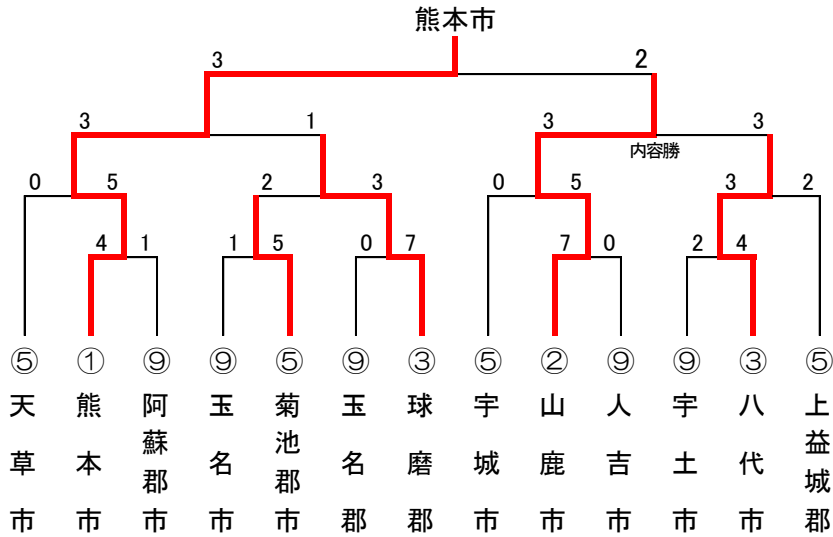 熊本市
3 2
3 1 3 3
内容勝
0 5 2 3 0 5 3 2
4 1 1 5 0 7 7 0 2 4
⑤ ① ⑨ ⑨ ⑤ ⑨ ③ ⑤ ② ⑨ ⑨ ③ ⑤
天草市
熊本市
阿蘇郡市
玉名市
菊池郡市
玉名郡
球磨郡
宇城市
山鹿市
人吉市
宇土市
八代市
上益城郡